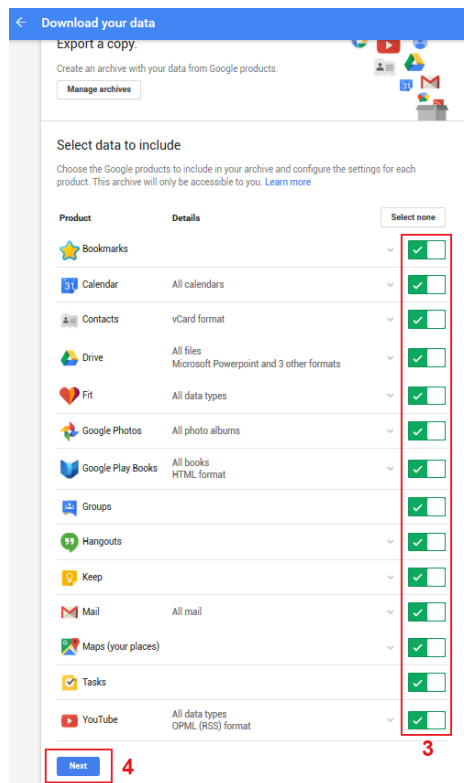 Download your data
Export a copy.
Create an archive with your data from Google products.
Manage archives
31
Select data to include
Choose the Google products to include in your archive and configure the settings for each
product. This archive will only be accessible to you. Learn more
Product Details Select none
Bookmarks
31 Calendar All calendars
Contacts vCard format
Drive All files
Microsoft Powerpoint and 3 other formats
Fit All data types
Google Photos All photo albums
Google Play Books All books
HTML format
Groups
Hangouts
Keep
Mail All mail
Maps (your places)
Tasks
YouTube All data types
OPML (RSS) format
3
Next 4